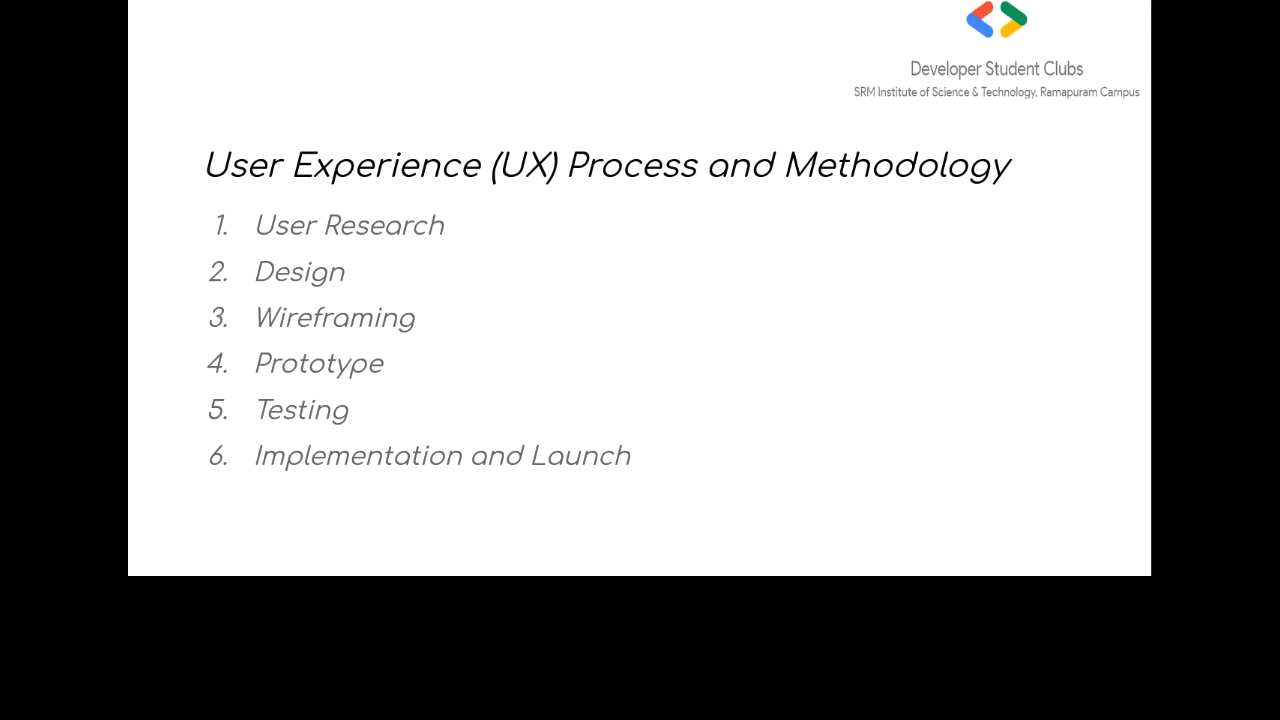 Developer Student Clubs
SRM Institute of Science & Technology, Ramapuram Campus
User Experience (UX) Process and Methodology
1. User Research
2. Design
3. Wireframing
4. Prototype
5. Testing
6. Implementation and Launch